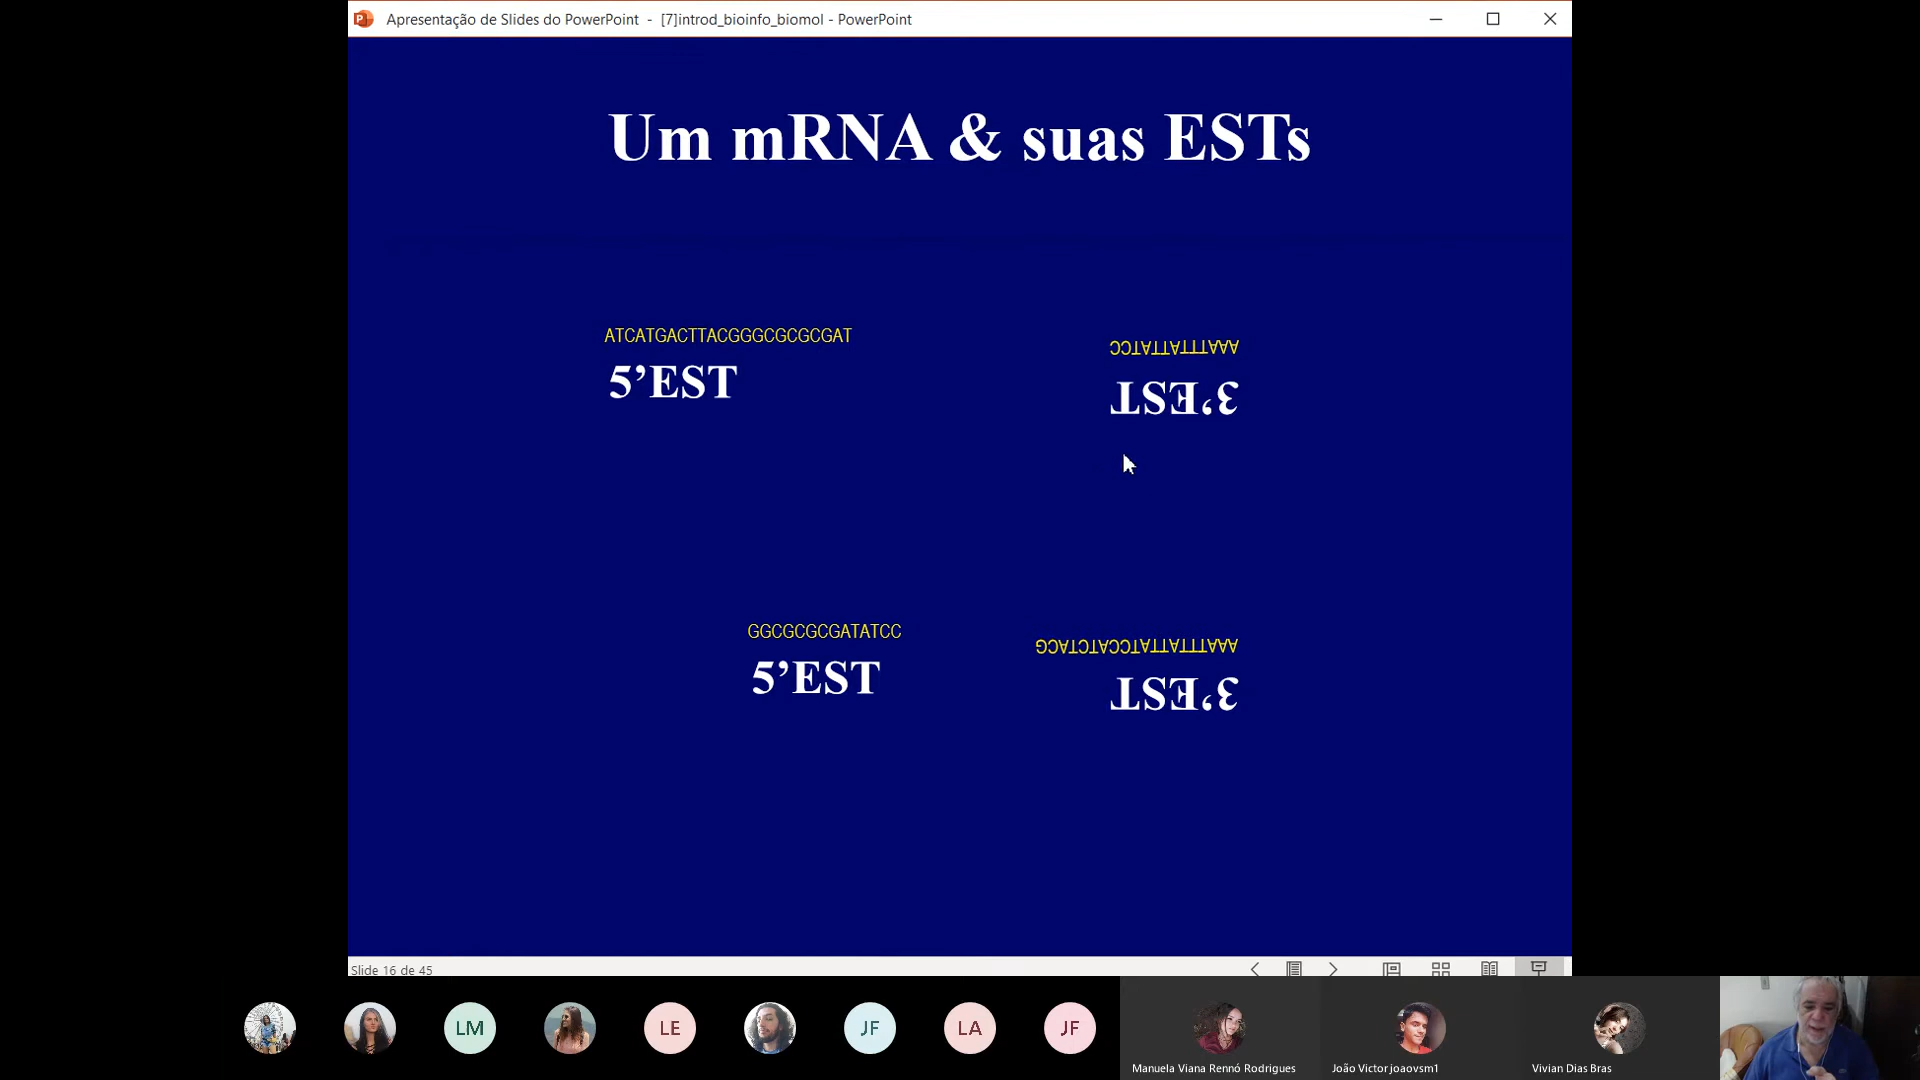 Apresentação de Slides do PowerPoint - [7]introd_bioinfo_biomol - PowerPoint
Um mRNA & suas ESTs
ATCATGACTTACGGGCGCGCGAT
5’EST
AAATTTATTATCC
3’EST
GGCGCGCGATATCC
5’EST
AAATTTATTATCCATCTACG
3’EST
Slide 16 de 45
LM
LE
JF
LA
JF
Manuela Viana Rennó Rodrigues
João Victor joaovsm1
Vivian Dias Bras